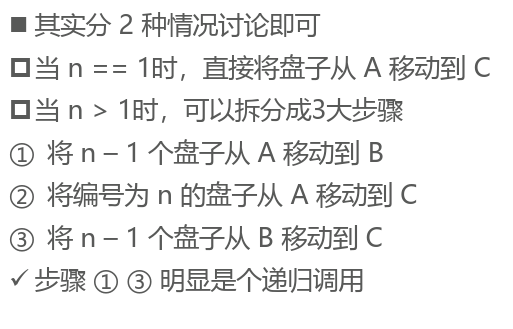 ■ 其实分 2 种情况讨论即可
□ 当 n == 1时，直接将盘子从 A 移动到 C
□ 当 n > 1时，可以拆分成3大步骤
① 将 n – 1 个盘子从 A 移动到 B
② 将编号为 n 的盘子从 A 移动到 C
③ 将 n – 1 个盘子从 B 移动到 C
✓ 步骤 ① ③ 明显是个递归调用